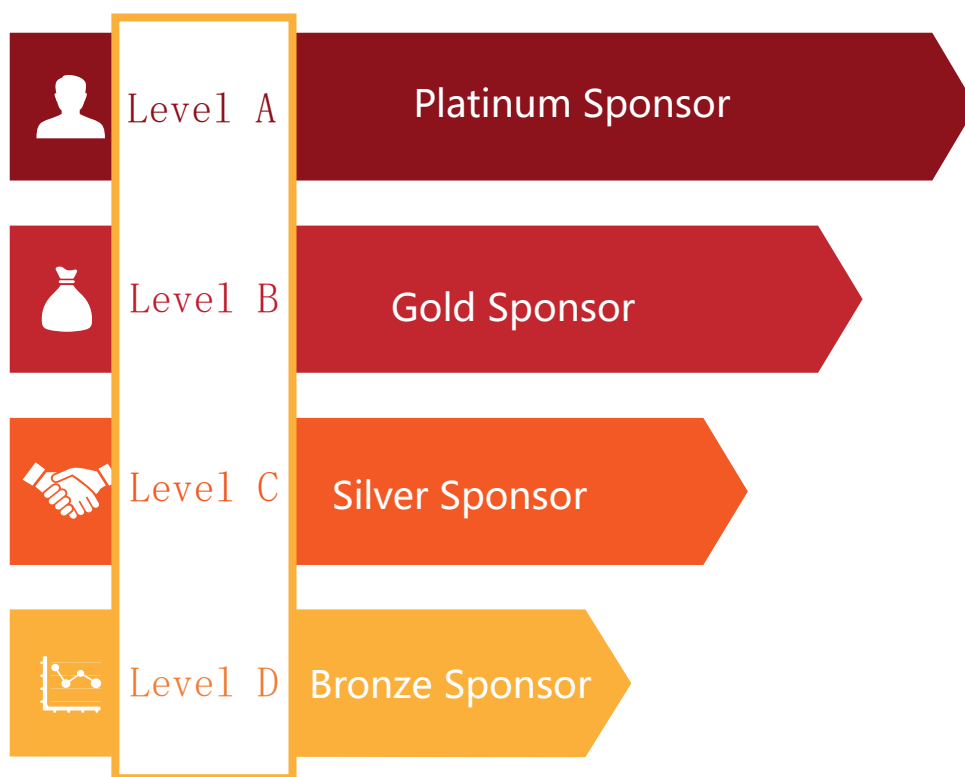 Level A
Platinum Sponsor
Level B
Gold Sponsor
Level C
Silver Sponsor
Level D
Bronze Sponsor